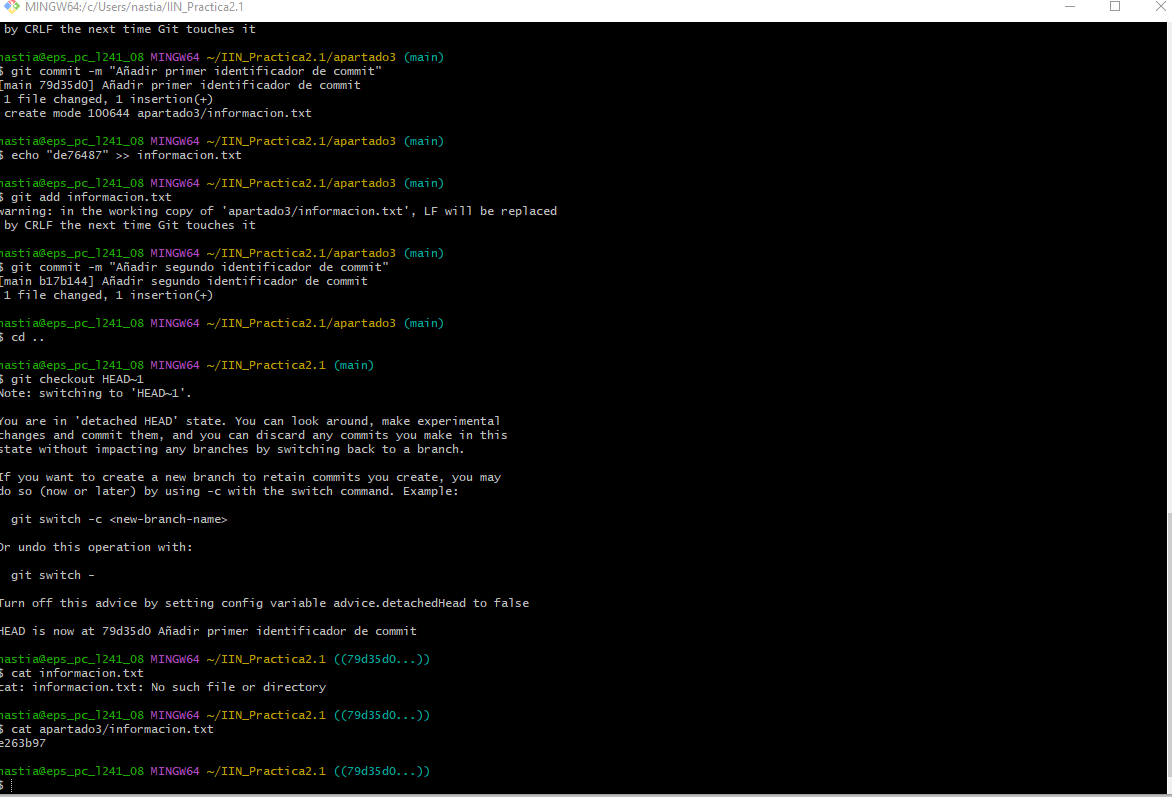 MINGW64:/c/Users/nastia/IIN_Practica2.1
by CRLF the next time Git touches it
nastia@eps_pc_l241_08 MINGW64 ~/IIN_Practica2.1/apartado3 (main)
$ git commit -m "Añadir primer identificador de commit"
[main 79d35d0] Añadir primer identificador de commit
1 file changed, 1 insertion(+)
create mode 100644 apartado3/informacion.txt
nastia@eps_pc_l241_08 MINGW64 ~/IIN_Practica2.1/apartado3 (main)
$ echo "de76487" >> informacion.txt
nastia@eps_pc_l241_08 MINGW64 ~/IIN_Practica2.1/apartado3 (main)
$ git add informacion.txt
warning: in the working copy of 'apartado3/informacion.txt', LF will be replaced
by CRLF the next time Git touches it
nastia@eps_pc_l241_08 MINGW64 ~/IIN_Practica2.1/apartado3 (main)
$ git commit -m "Añadir segundo identificador de commit"
[main b17b144] Añadir segundo identificador de commit
1 file changed, 1 insertion(+)
nastia@eps_pc_l241_08 MINGW64 ~/IIN_Practica2.1/apartado3 (main)
$ cd ..
nastia@eps_pc_l241_08 MINGW64 ~/IIN_Practica2.1 (main)
$ git checkout HEAD~1
Note: switching to 'HEAD~1'.
You are in 'detached HEAD' state. You can look around, make experimental
changes and commit them, and you can discard any commits you make in this
state without impacting any branches by switching back to a branch.
If you want to create a new branch to retain commits you create, you may
do so (now or later) by using -c with the switch command. Example:
git switch -c <new-branch-name>
Or undo this operation with:
git switch -
Turn off this advice by setting config variable advice.detachedHead to false
HEAD is now at 79d35d0 Añadir primer identificador de commit
nastia@eps_pc_l241_08 MINGW64 ~/IIN_Practica2.1 ((79d35d0...))
$ cat informacion.txt
cat: informacion.txt: No such file or directory
nastia@eps_pc_l241_08 MINGW64 ~/IIN_Practica2.1 ((79d35d0...))
$ cat apartado3/informacion.txt
e263b97
nastia@eps_pc_l241_08 MINGW64 ~/IIN_Practica2.1 ((79d35d0...))
$